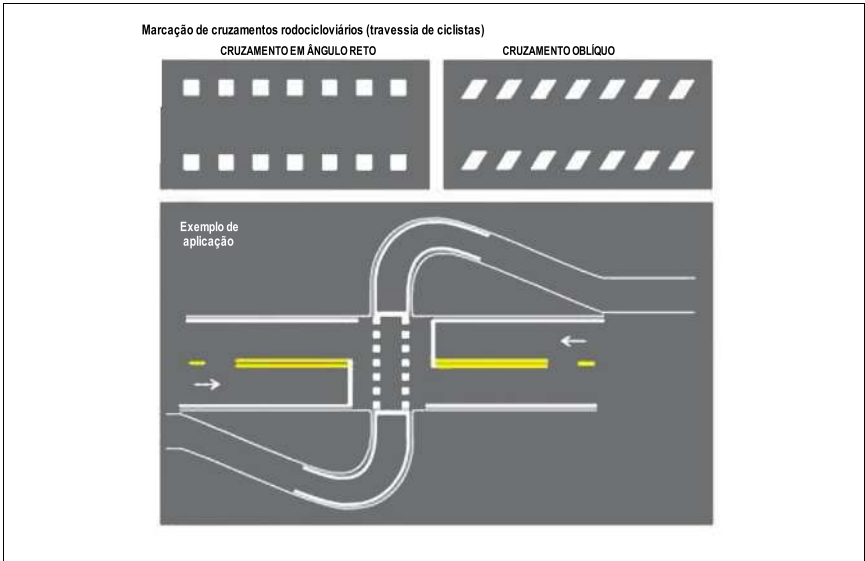 Marcação de cruzamentos rodocicloviários (travessia de ciclistas)
CRUZAMENTO EM ÂNGULO RETO
CRUZAMENTO OBLÍQUO
Exemplo de
aplicação